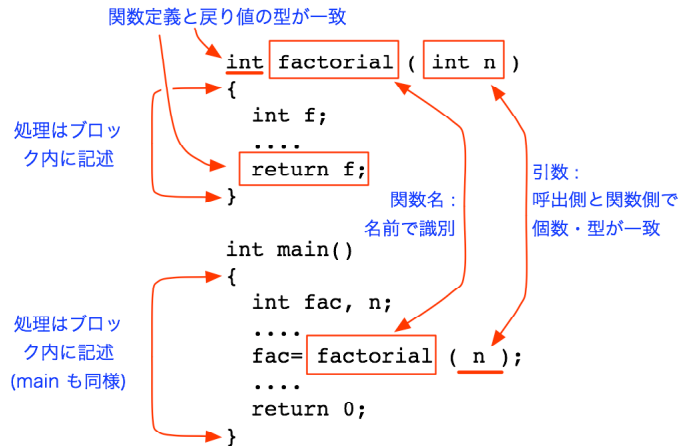 関数定義と戻り値の型が一致
int factorial ( int n )
{
int f;
....
return f;
}
処理はブロッ
ク内に記述
関数名：
名前で識別
引数：
呼出側と関数側で
個数・型が一致
int main()
{
int fac, n;
....
fac= factorial ( n );
....
return 0;
}
処理はブロッ
ク内に記述
(main も同様)